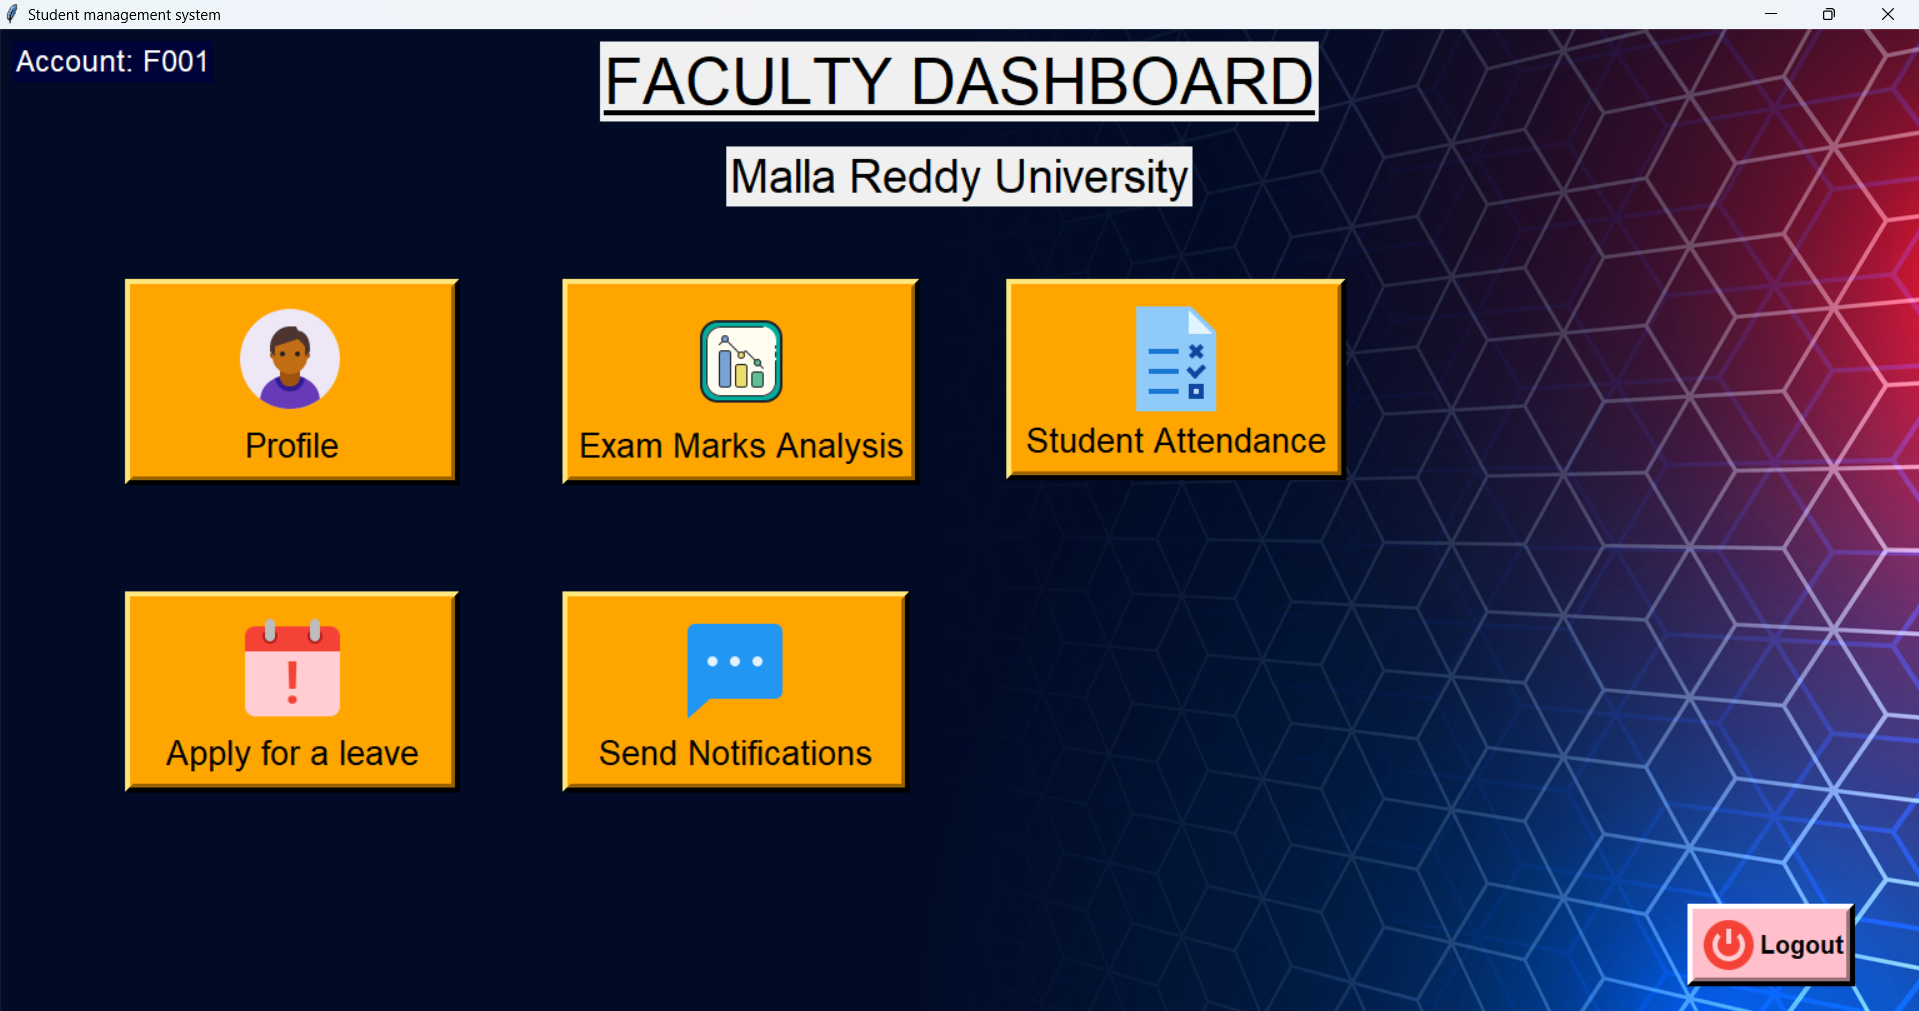 Student management system
Account: F001
FACULTY DASHBOARD
Malla Reddy University
Profile
Exam Marks Analysis
Student Attendance
Apply for a leave
Send Notifications
Logout